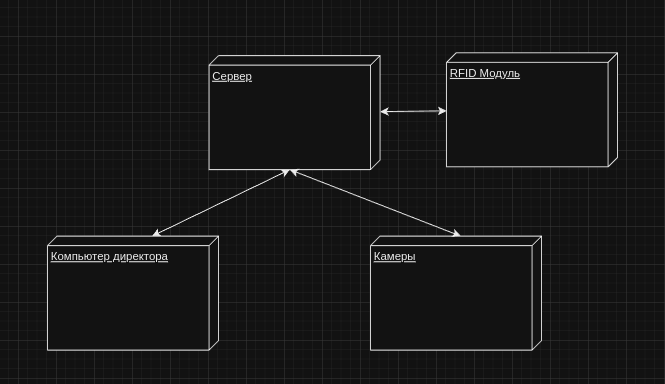 Сервер
RFID Модуль
Компьютер директора
Камеры